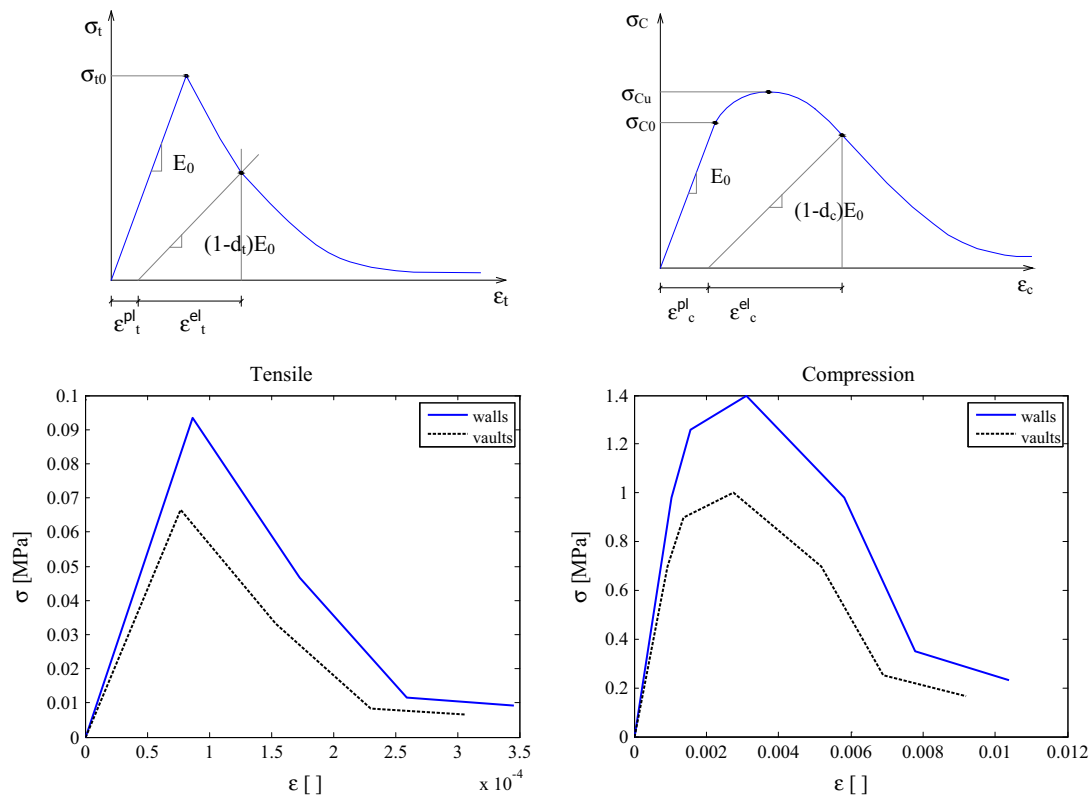 σt
σt0
E0
(1-dt)E0
εt
ε^pl_t
ε^el_t
σC
σCu
σC0
E0
(1-dc)E0
εc
ε^pl_c
ε^el_c
Tensile
0.1
0.09
0.08
0.07
0.06
0.05
0.04
0.03
0.02
0.01
0
σ [MPa]
walls
vaults
0 0.5 1 1.5 2 2.5 3 3.5
x 10^-4
ε [ ]
Compression
1.4
1.2
1
0.8
0.6
0.4
0.2
0
σ [MPa]
walls
vaults
0 0.002 0.004 0.006 0.008 0.01 0.012
ε [ ]